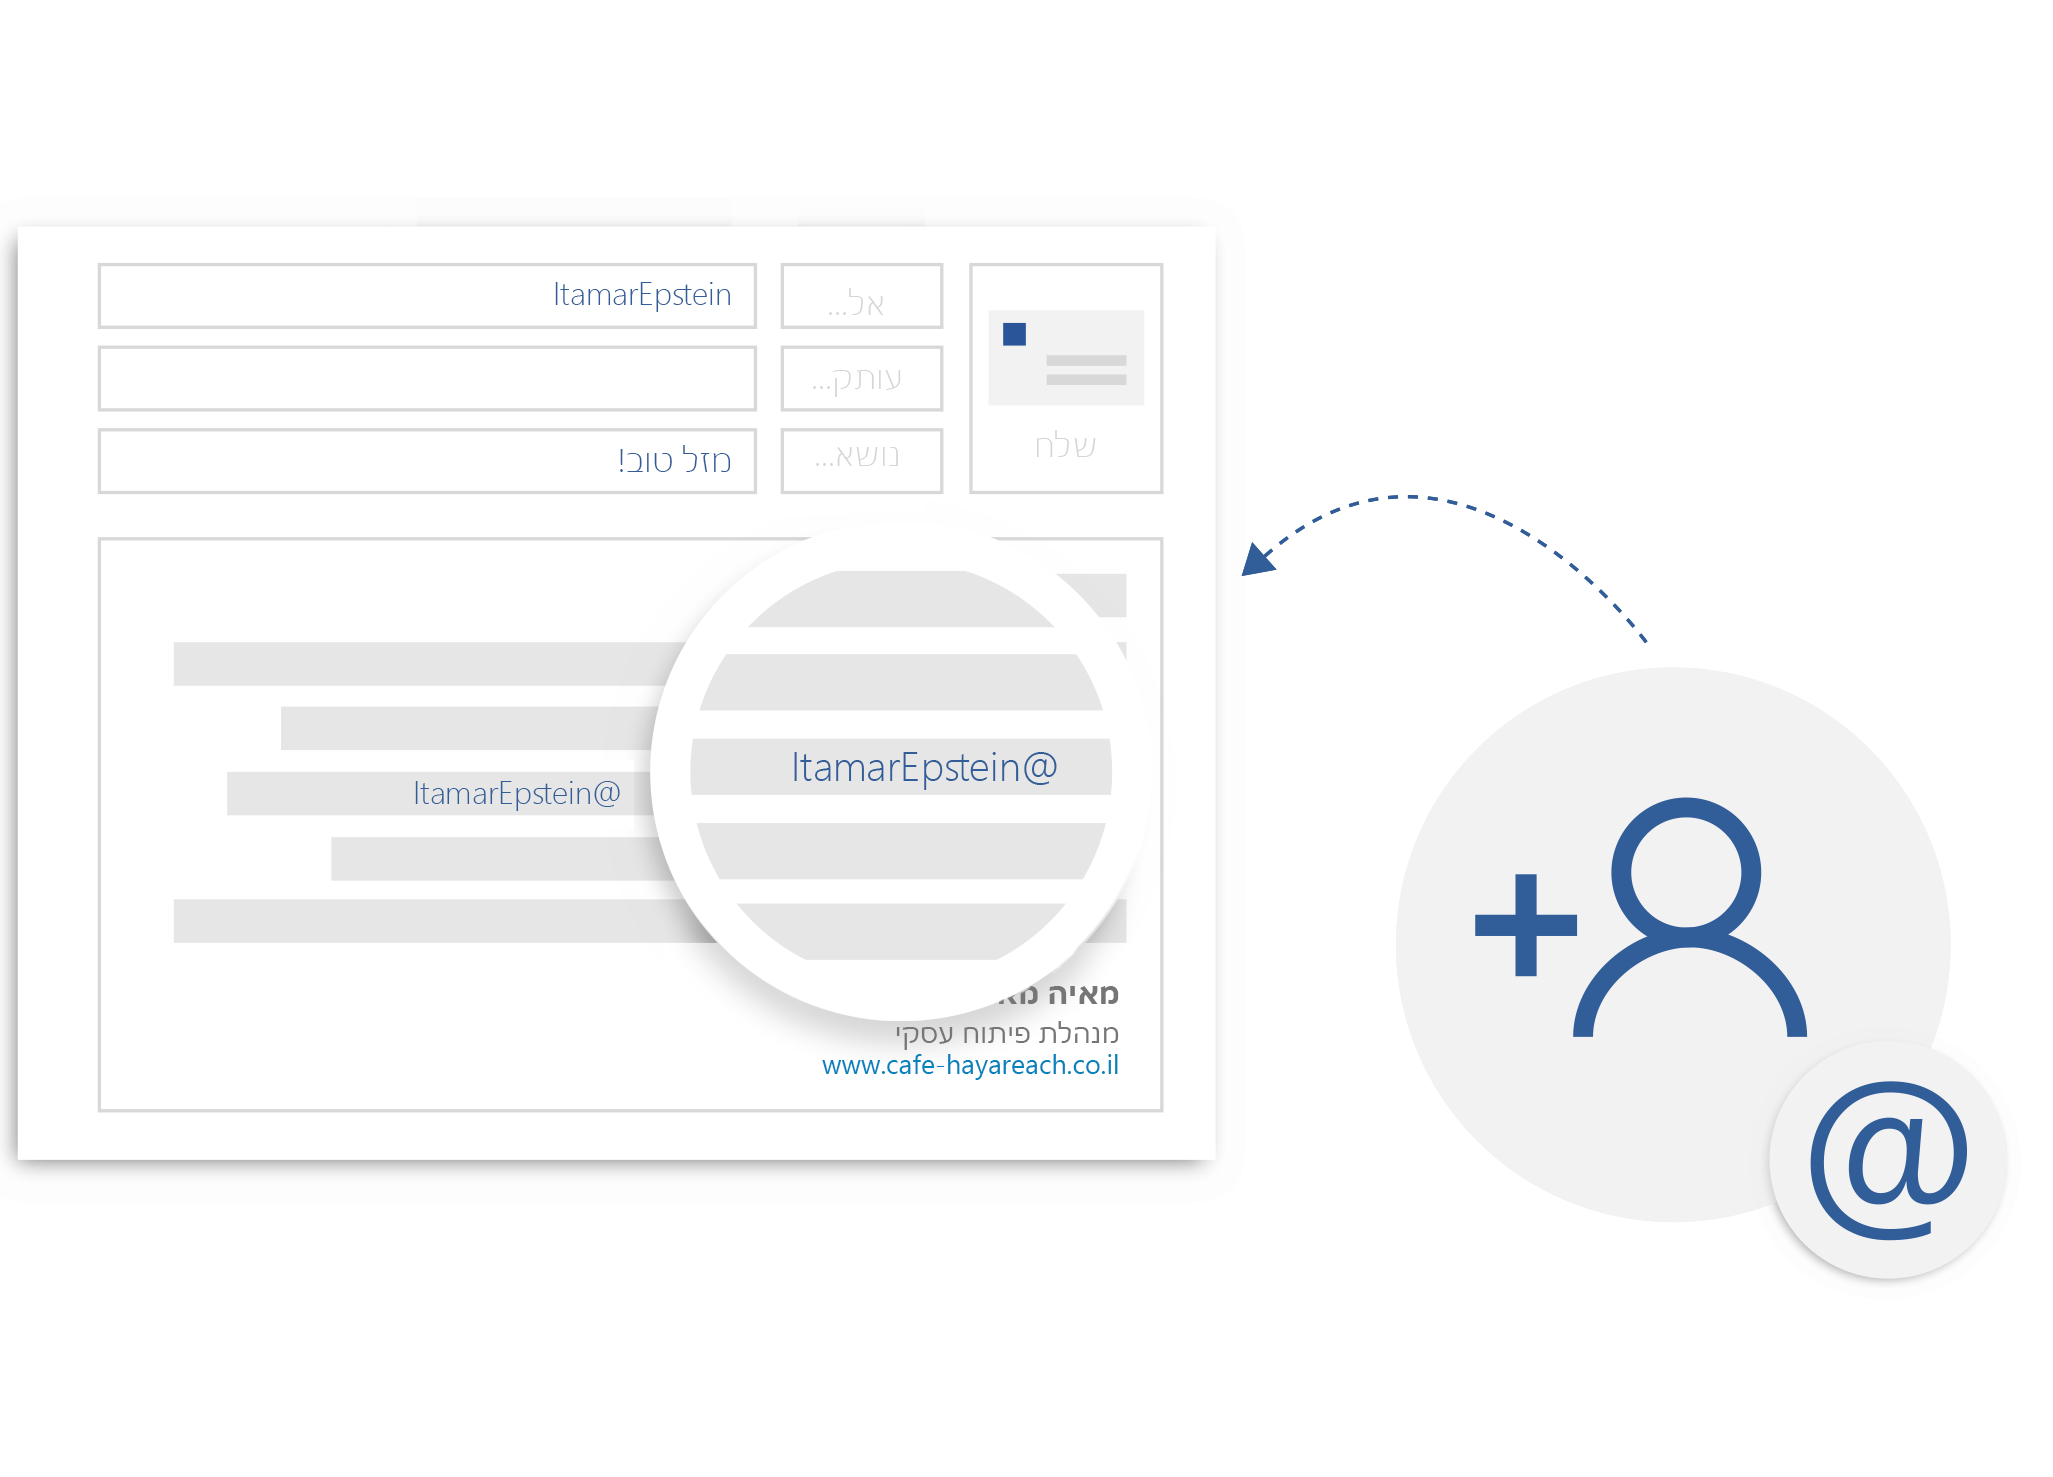 אל...
ItamarEpstein
עותק...
נושא...
מזל טוב!
שלח
ItamarEpstein@
ItamarEpstein@
מאיה
מנהלת פיתוח עסקי
www.cafe-hayareach.co.il
@